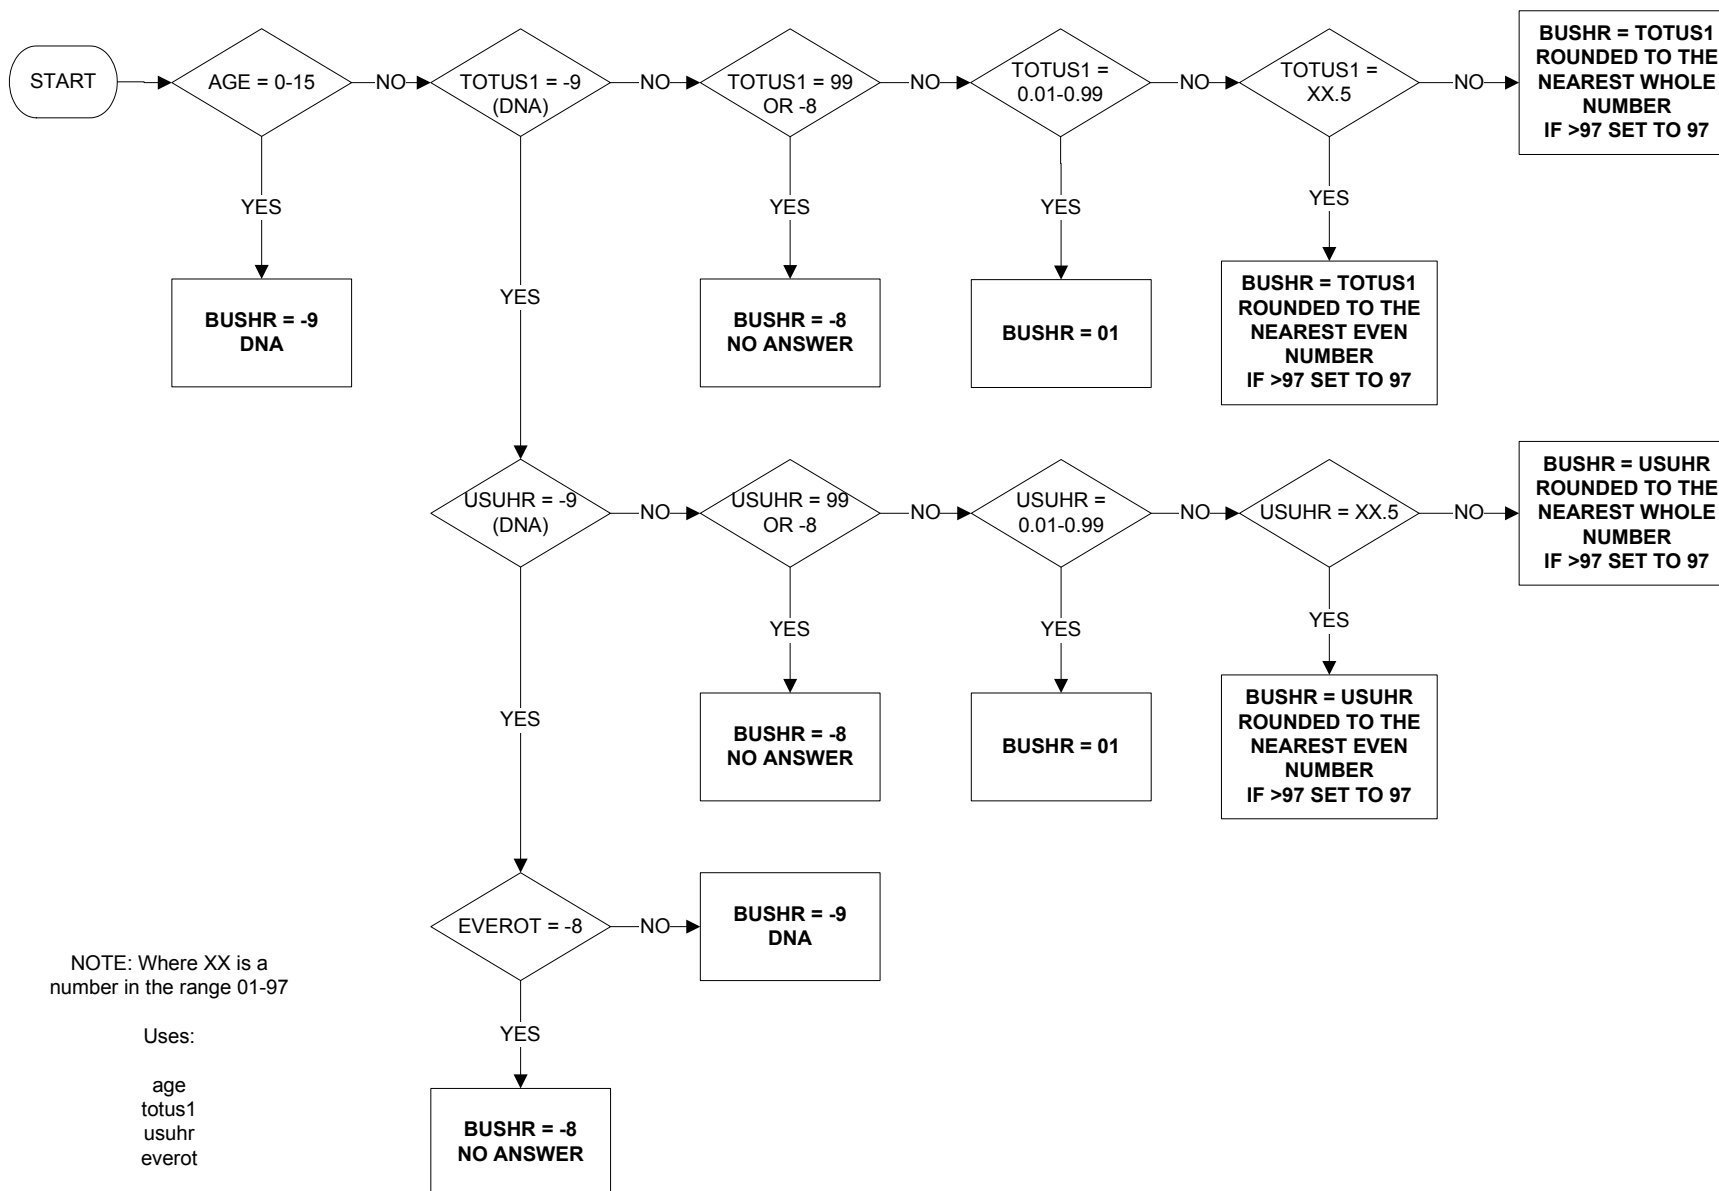 START
AGE = 0-15
NO
TOTUS1 = -9
(DNA)
NO
TOTUS1 = 99
OR -8
NO
TOTUS1 =
0.01-0.99
NO
TOTUS1 =
XX.5
NO
BUSHR = TOTUS1
ROUNDED TO THE
NEAREST WHOLE
NUMBER
IF >97 SET TO 97
YES
YES
YES
YES
YES
BUSHR = -9
DNA
BUSHR = -8
NO ANSWER
BUSHR = 01
BUSHR = TOTUS1
ROUNDED TO THE
NEAREST EVEN
NUMBER
IF >97 SET TO 97
USUHR = -9
(DNA)
NO
USUHR = 99
OR -8
NO
USUHR =
0.01-0.99
NO
USUHR = XX.5
NO
BUSHR = USUHR
ROUNDED TO THE
NEAREST WHOLE
NUMBER
IF >97 SET TO 97
YES
YES
YES
YES
BUSHR = -8
NO ANSWER
BUSHR = 01
BUSHR = USUHR
ROUNDED TO THE
NEAREST EVEN
NUMBER
IF >97 SET TO 97
EVEROT = -8
NO
BUSHR = -9
DNA
YES
BUSHR = -8
NO ANSWER
NOTE: Where XX is a
number in the range 01-97
Uses:
age
totus1
usuhr
everot